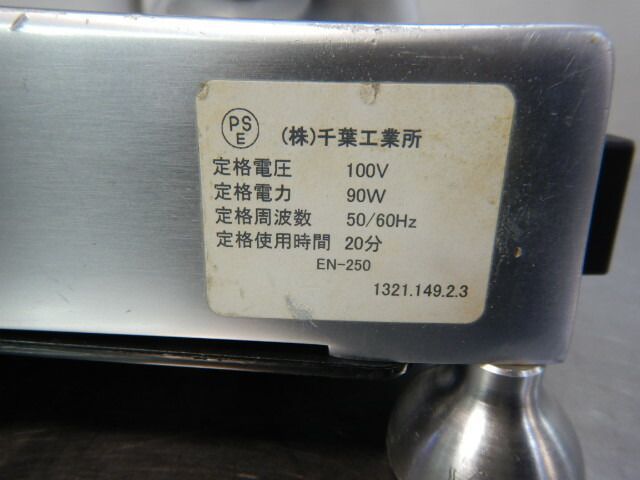 PS
E
(株)千葉工業所
定格電圧 100V
定格電力 90W
定格周波数 50/60Hz
定格使用時間 20分
EN-250
1321.149.2.3